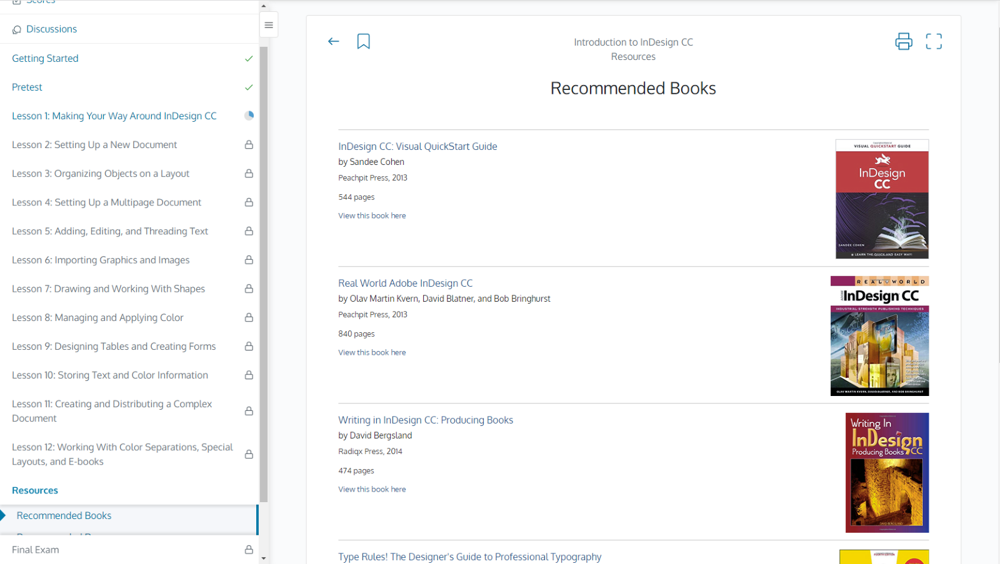 Scores
Discussions
Getting Started
Pretest
Lesson 1: Making Your Way Around InDesign CC
Lesson 2: Setting Up a New Document
Lesson 3: Organizing Objects on a Layout
Lesson 4: Setting Up a Multipage Document
Lesson 5: Adding, Editing, and Threading Text
Lesson 6: Importing Graphics and Images
Lesson 7: Drawing and Working With Shapes
Lesson 8: Managing and Applying Color
Lesson 9: Designing Tables and Creating Forms
Lesson 10: Storing Text and Color Information
Lesson 11: Creating and Distributing a Complex
Document
Lesson 12: Working With Color Separations, Special
Layouts, and E-books
Resources
Recommended Books
Final Exam
Introduction to InDesign CC
Resources
Recommended Books
InDesign CC: Visual QuickStart Guide
by Sandee Cohen
Peachpit Press, 2013
544 pages
View this book here
VISUAL QUICKSTART GUIDE
InDesign
CC
SANDEE COHEN
LEARN THE QUICK AND EASY WAY!
Real World Adobe InDesign CC
by Olav Martin Kvern, David Blatner, and Bob Bringhurst
Peachpit Press, 2013
840 pages
View this book here
REAL WORLD
ADOBE InDesign CC
INDUSTRIAL-STRENGTH PUBLISHING TECHNIQUES
OLAV MARTIN KVERN, DAVID BLATNER, AND BOB BRINGHURST
Writing in InDesign CC: Producing Books
by David Bergsland
Radiqx Press, 2014
474 pages
View this book here
Writing In
InDesign
Producing Books CC
DAVID BERGSLAND
Type Rules! The Designer's Guide to Professional Typography
FOURTH EDITION